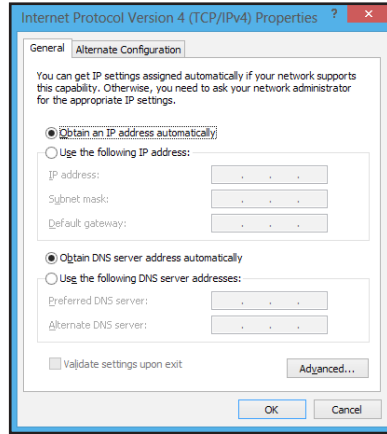 Internet Protocol Version 4 (TCP/IPv4) Properties ? ×
General Alternate Configuration
You can get IP settings assigned automatically if your network supports
this capability. Otherwise, you need to ask your network administrator
for the appropriate IP settings.
Obtain an IP address automatically
Use the following IP address:
IP address: . . .
Subnet mask: . . .
Default gateway: . . .
Obtain DNS server address automatically
Use the following DNS server addresses:
Preferred DNS server: . . .
Alternate DNS server: . . .
Validate settings upon exit
Advanced...
OK Cancel